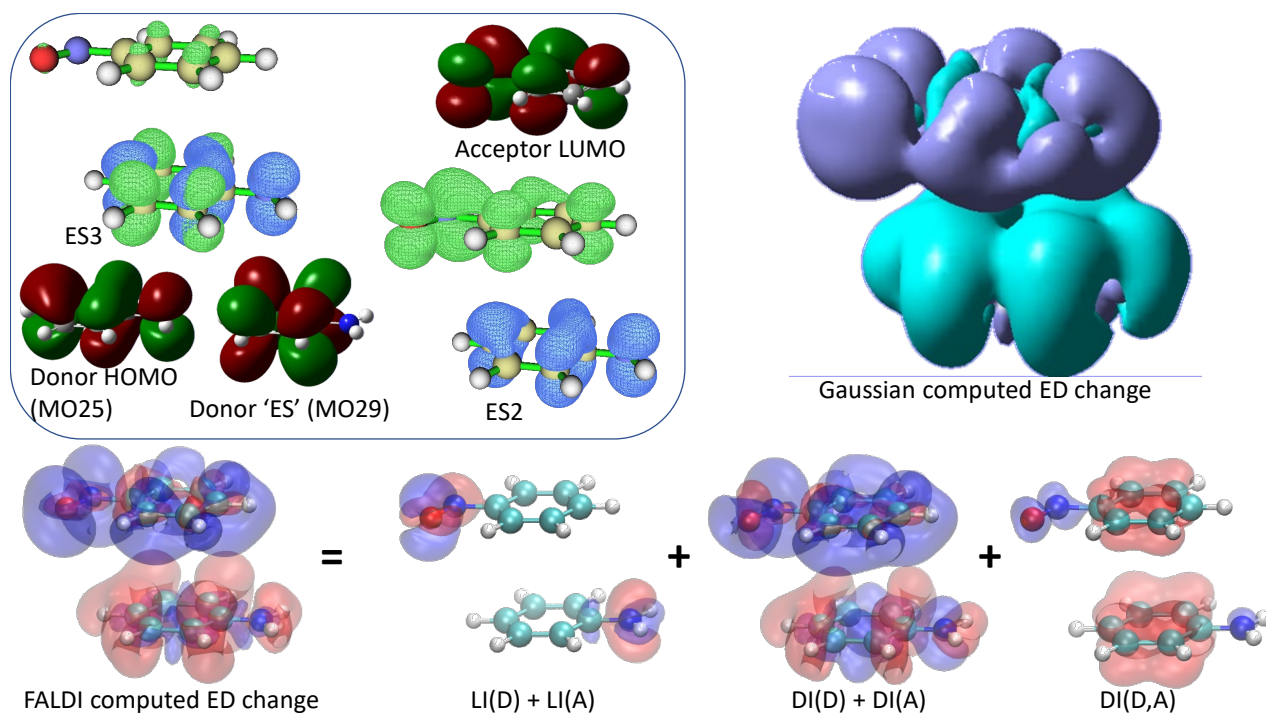 Acceptor LUMO
ES3
Donor HOMO
(MO25)
Donor ‘ES’ (MO29)
ES2
Gaussian computed ED change
=
+
+
FALDI computed ED change
LI(D) + LI(A)
DI(D) + DI(A)
DI(D,A)